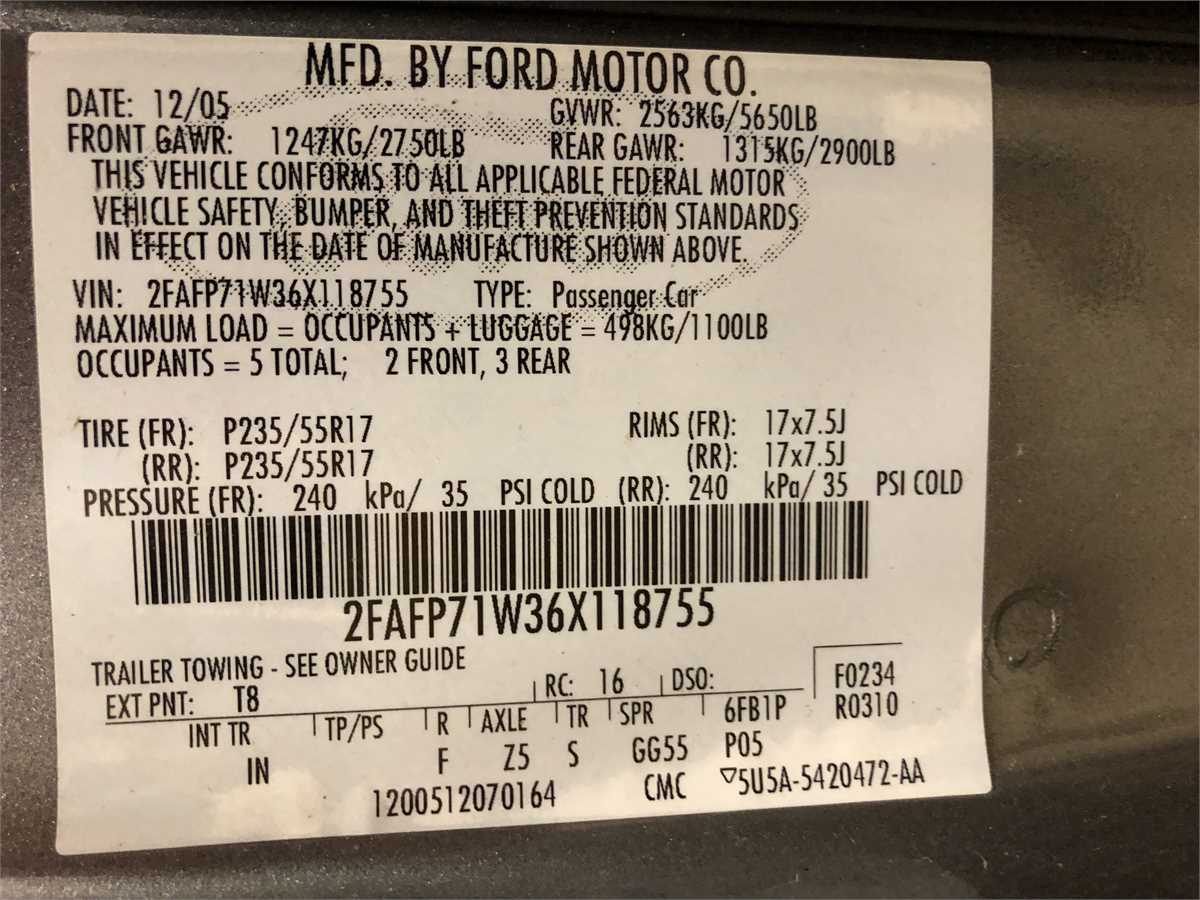 MFD. BY FORD MOTOR CO.
DATE: 12/05 GVWR: 2563KG/5650LB
FRONT GAWR: 1247KG/2750LB REAR GAWR: 1315KG/2900LB
THIS VEHICLE CONFORMS TO ALL APPLICABLE FEDERAL MOTOR
VEHICLE SAFETY, BUMPER, AND THEFT PREVENTION STANDARDS
IN EFFECT ON THE DATE OF MANUFACTURE SHOWN ABOVE.
VIN: 2FAFP71W36X118755 TYPE: Passenger Car
MAXIMUM LOAD = OCCUPANTS + LUGGAGE = 498KG/1100LB
OCCUPANTS = 5 TOTAL; 2 FRONT, 3 REAR
TIRE (FR): P235/55R17 RIMS (FR): 17x7.5J
(RR): P235/55R17 (RR): 17x7.5J
PRESSURE (FR): 240 kPa/ 35 PSI COLD (RR): 240 kPa/ 35 PSI COLD
2FAFP71W36X118755
TRAILER TOWING - SEE OWNER GUIDE
EXT PNT: T8 RC: 16 DSO: F0234
INT TR TP/PS R AXLE TR SPR 6FB1P R0310
IN F Z5 S GG55 P05
1200512070164 CMC ▽5U5A-5420472-AA